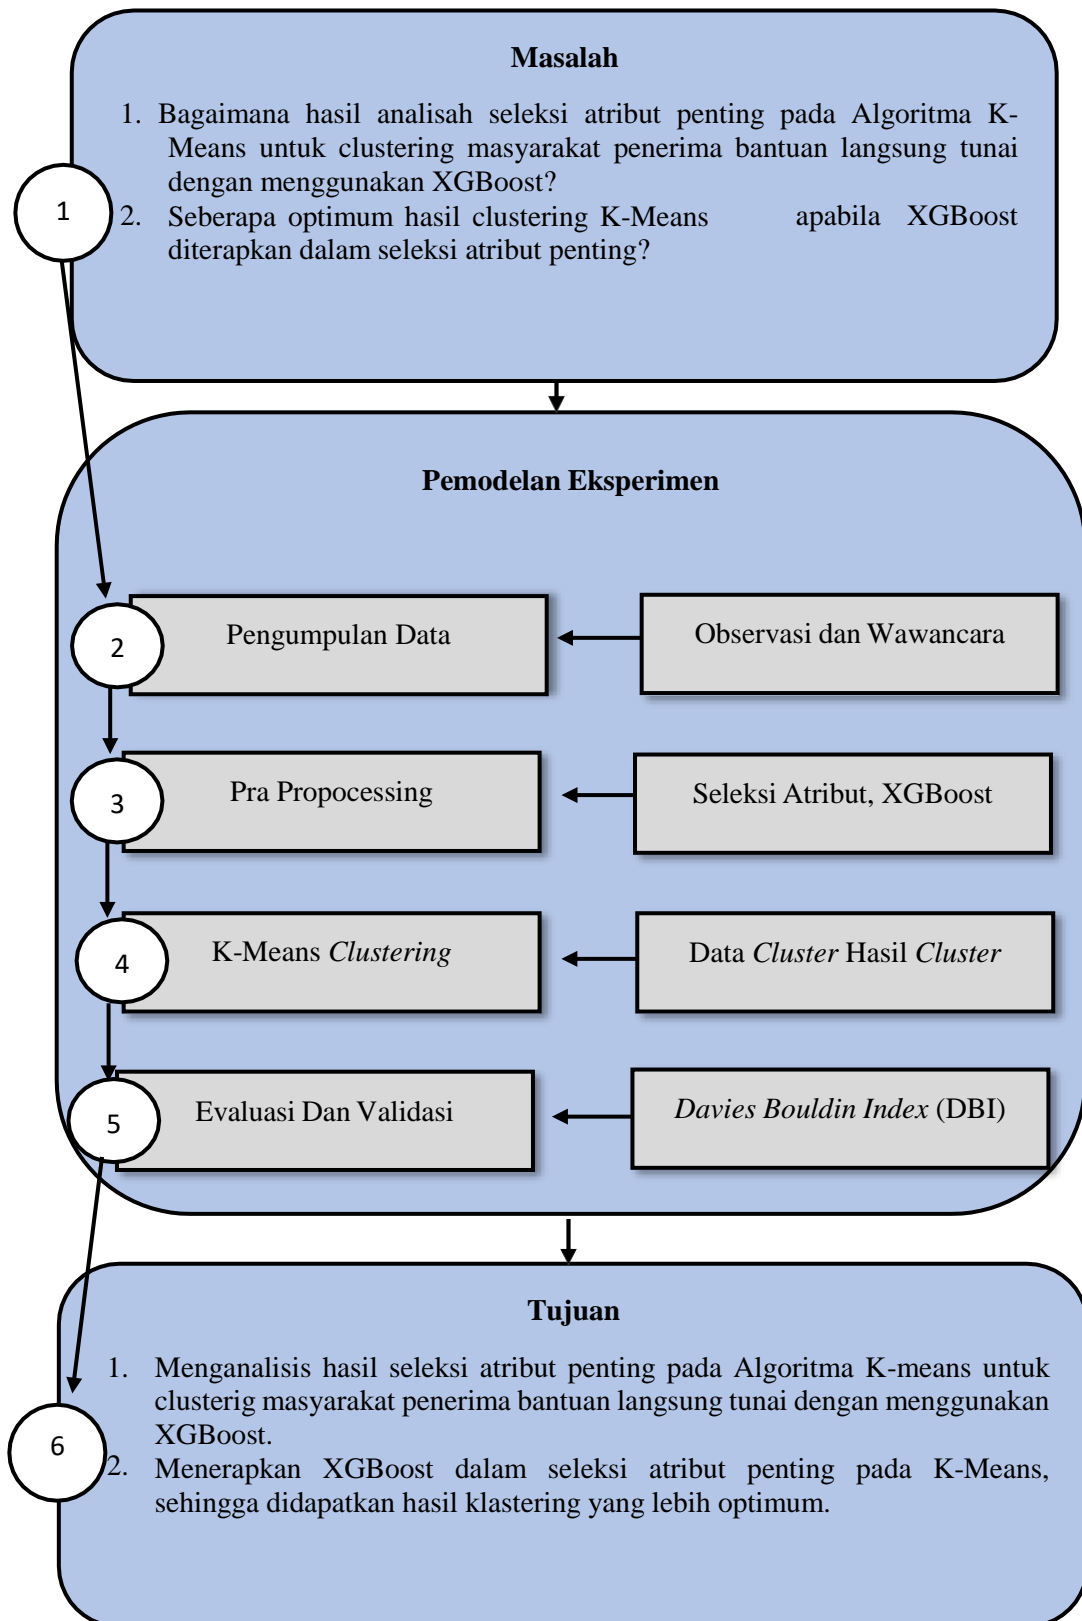 Masalah
1. Bagaimana hasil analisah seleksi atribut penting pada Algoritma K-
Means untuk clustering masyarakat penerima bantuan langsung tunai
dengan menggunakan XGBoost?
1
2. Seberapa optimum hasil clustering K-Means apabila XGBoost
diterapkan dalam seleksi atribut penting?
Pemodelan Eksperimen
2
Pengumpulan Data
Observasi dan Wawancara
3
Pra Propocessing
Seleksi Atribut, XGBoost
4
K-Means Clustering
Data Cluster Hasil Cluster
5
Evaluasi Dan Validasi
Davies Bouldin Index (DBI)
Tujuan
1. Menganalisis hasil seleksi atribut penting pada Algoritma K-means untuk
clusterig masyarakat penerima bantuan langsung tunai dengan menggunakan
XGBoost.
6
2. Menerapkan XGBoost dalam seleksi atribut penting pada K-Means,
sehingga didapatkan hasil klastering yang lebih optimum.